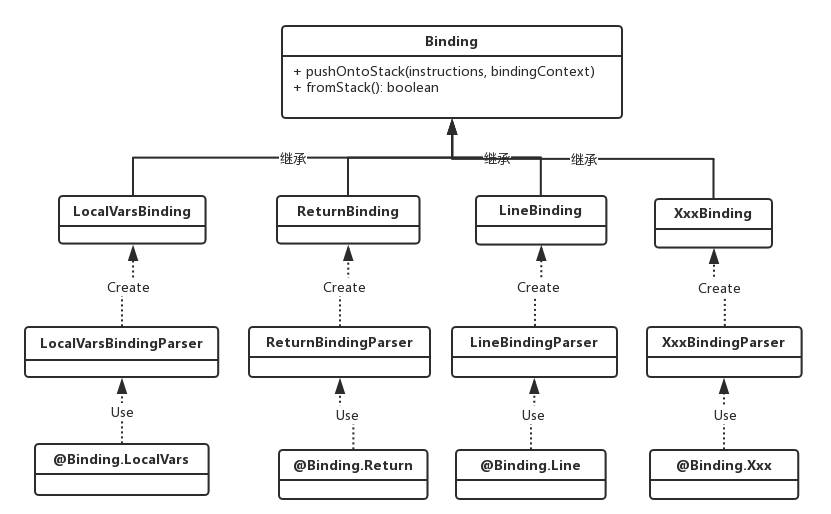 Binding
+ pushOntoStack(instructions, bindingContext)
+ fromStack(): boolean
继承 继承 继承
LocalVarsBinding ReturnBinding LineBinding XxxBinding
Create Create Create Create
LocalVarsBindingParser ReturnBindingParser LineBindingParser XxxBindingParser
Use Use Use Use
@Binding.LocalVars @Binding.Return @Binding.Line @Binding.Xxx